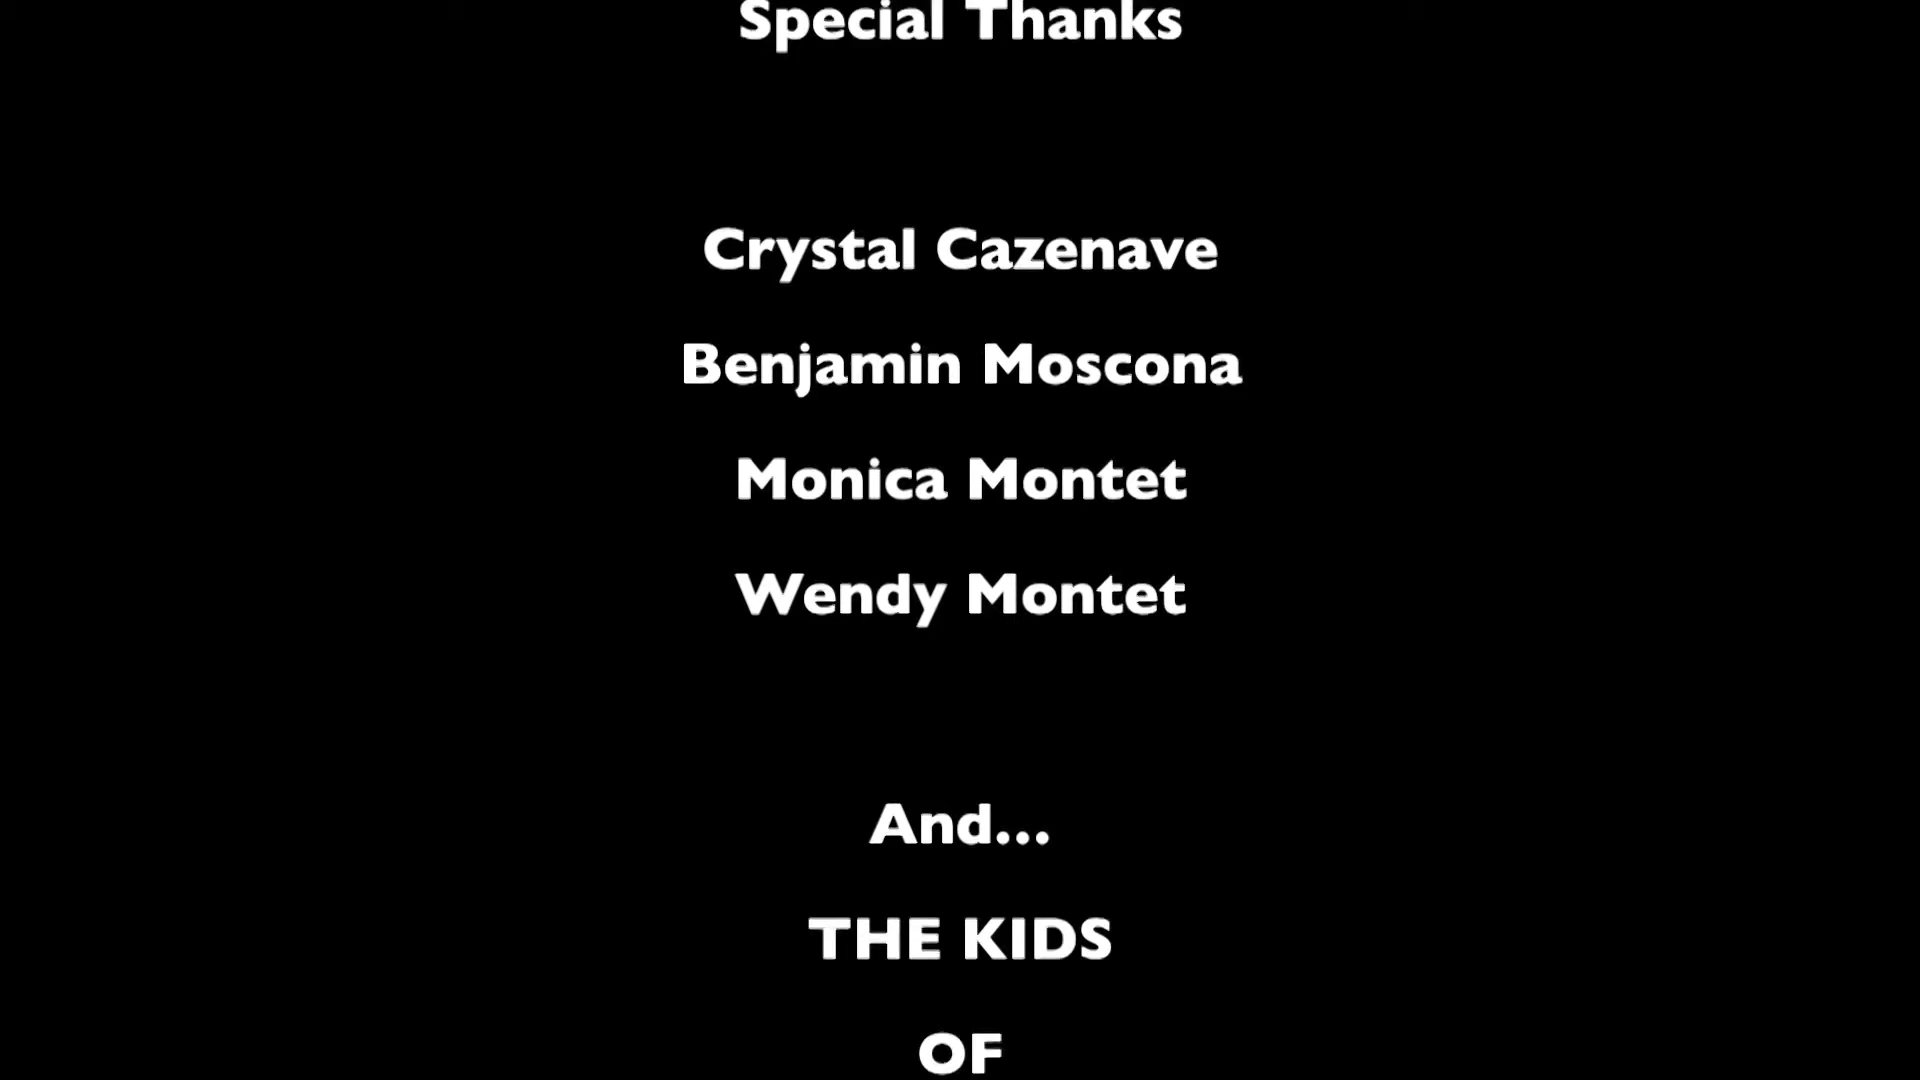 Special Thanks
Crystal Cazenave
Benjamin Moscona
Monica Montet
Wendy Montet
And...
THE KIDS
OF